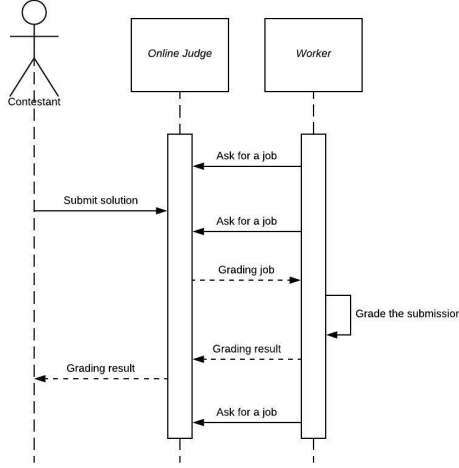 Online Judge
Worker
Contestant
Ask for a job
Submit solution
Ask for a job
Grading job
Grade the submission
Grading result
Grading result
Ask for a job